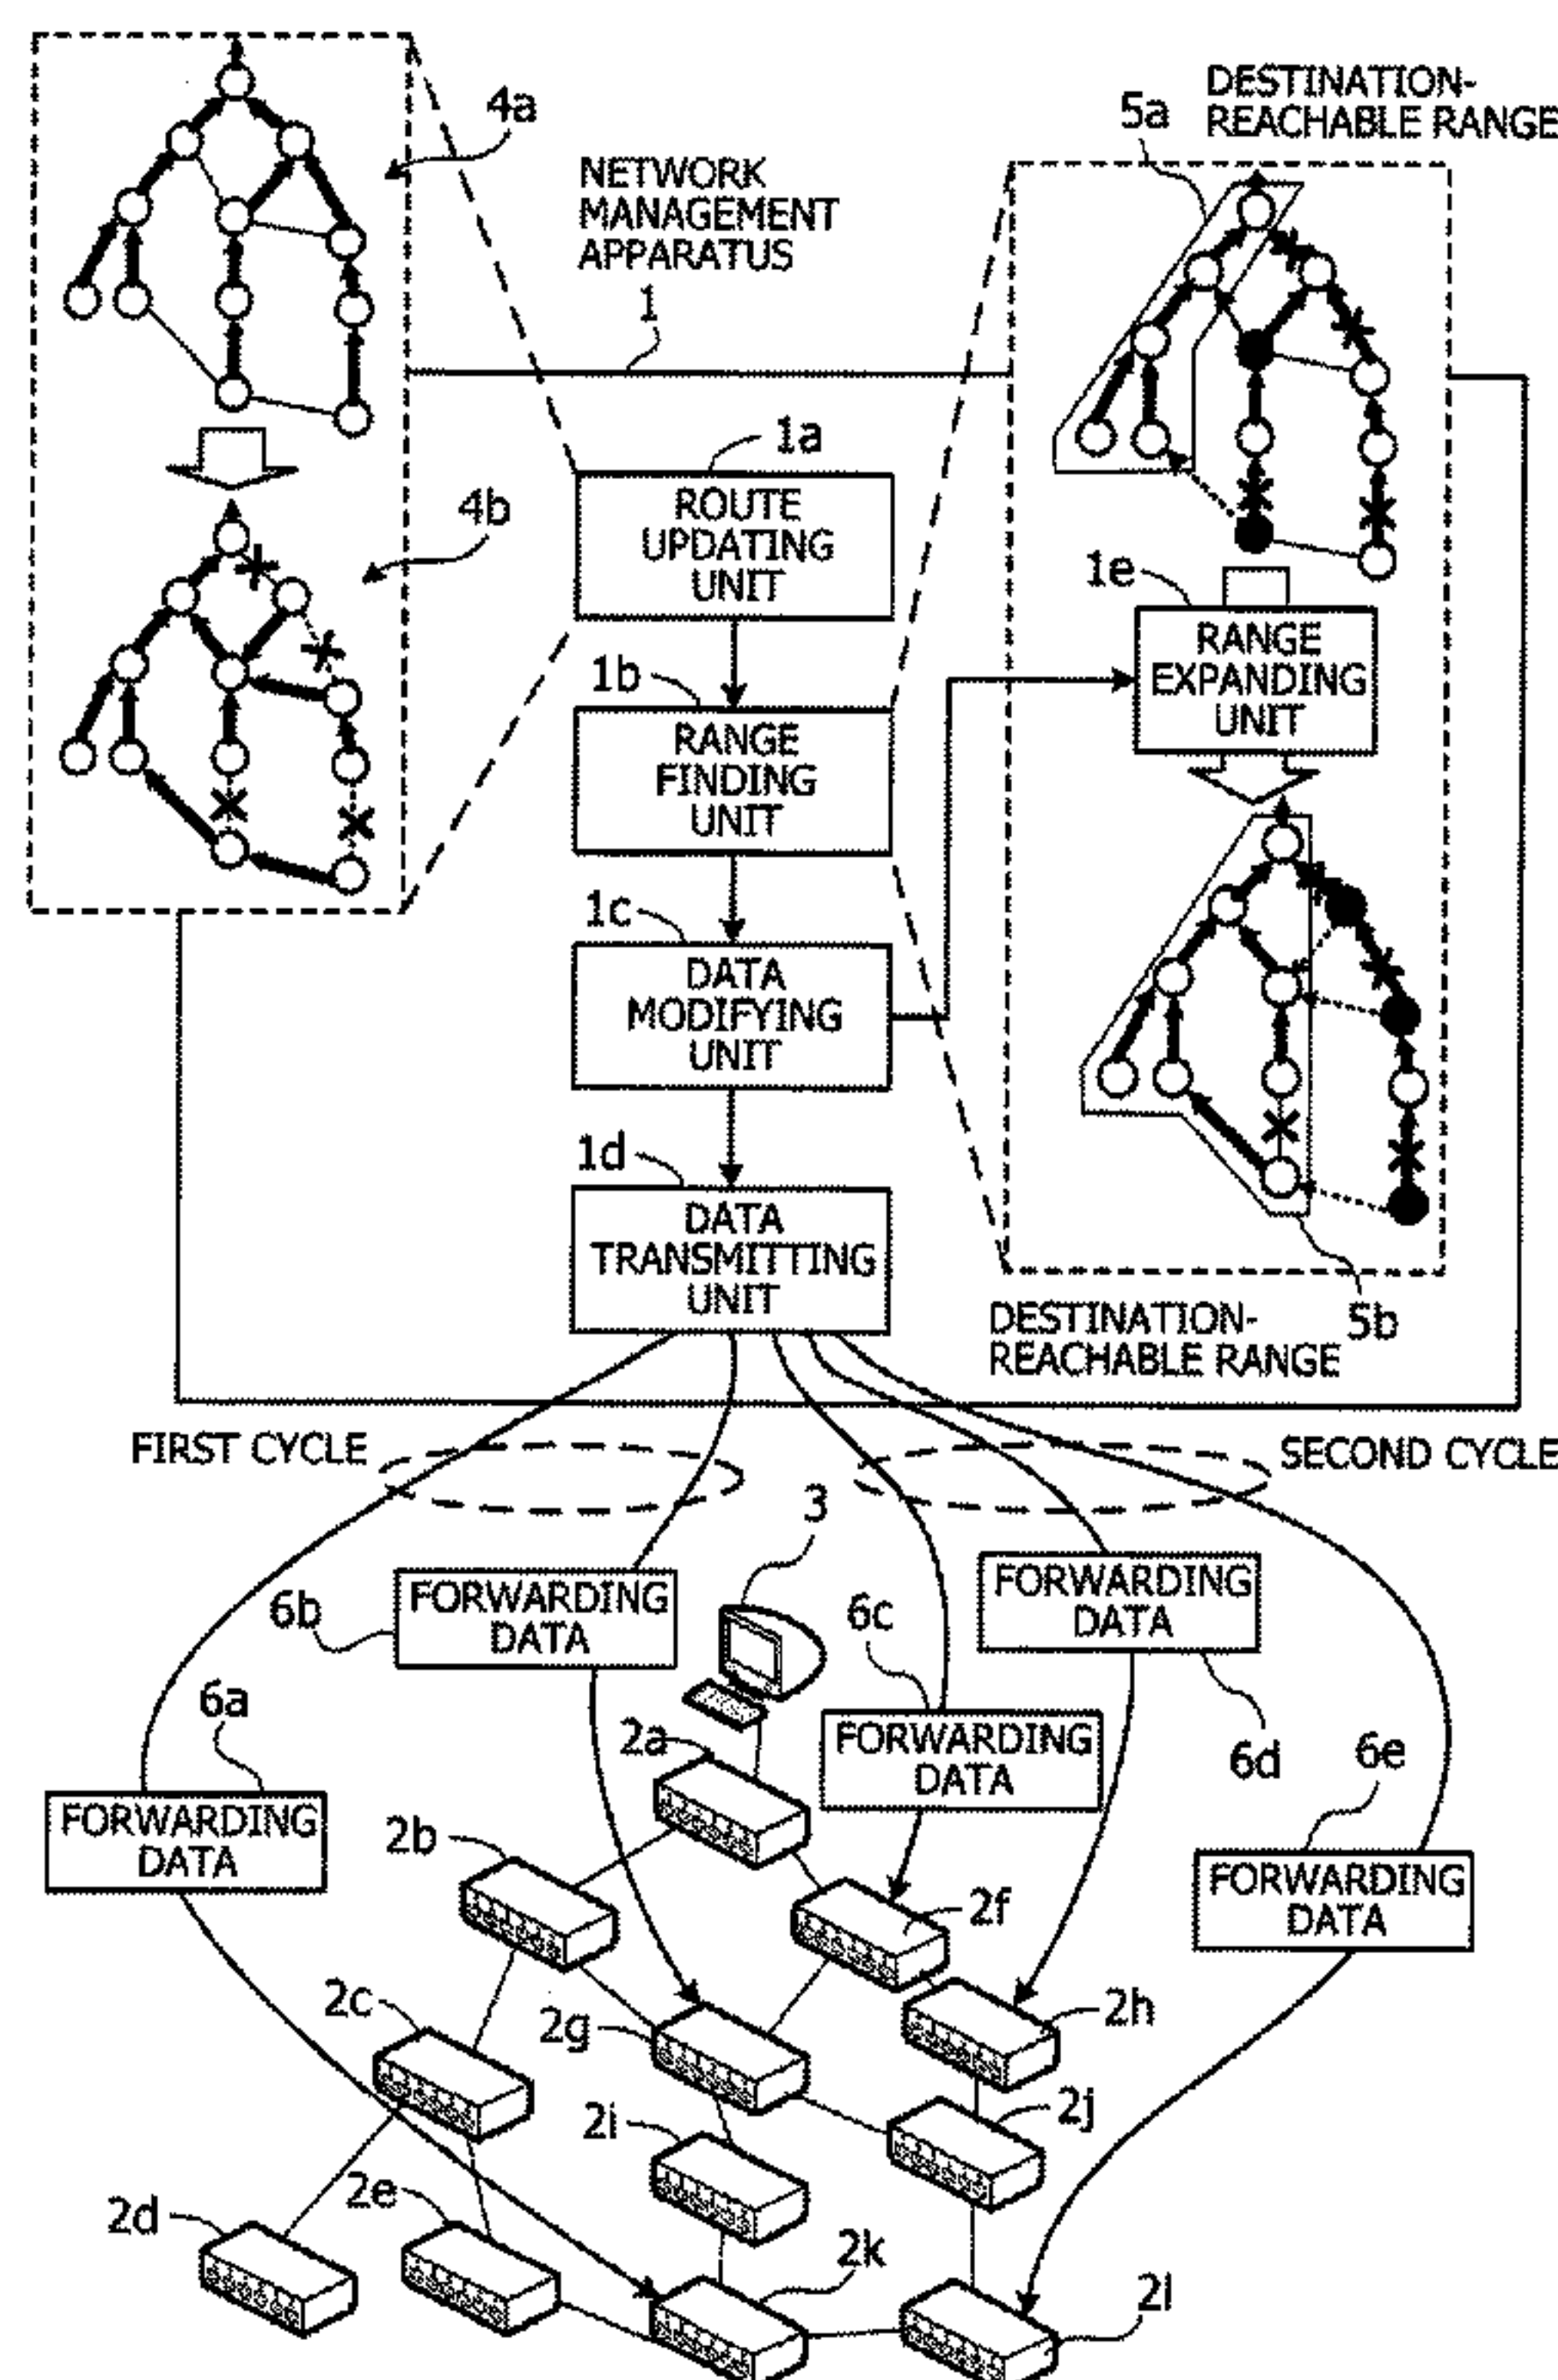 4a
NETWORK
MANAGEMENT
APPARATUS
1
5a
DESTINATION-
REACHABLE RANGE
1a
ROUTE
UPDATING
UNIT
4b
1b
RANGE
FINDING
UNIT
1e
RANGE
EXPANDING
UNIT
1c
DATA
MODIFYING
UNIT
1d
DATA
TRANSMITTING
UNIT
DESTINATION-
REACHABLE RANGE
5b
FIRST CYCLE
SECOND CYCLE
3
6b
FORWARDING
DATA
6c
FORWARDING
DATA
FORWARDING
DATA
6d
6a
FORWARDING
DATA
6e
FORWARDING
DATA
2a
2b
2f
2c
2g
2h
2i
2j
2d
2e
2k
2l